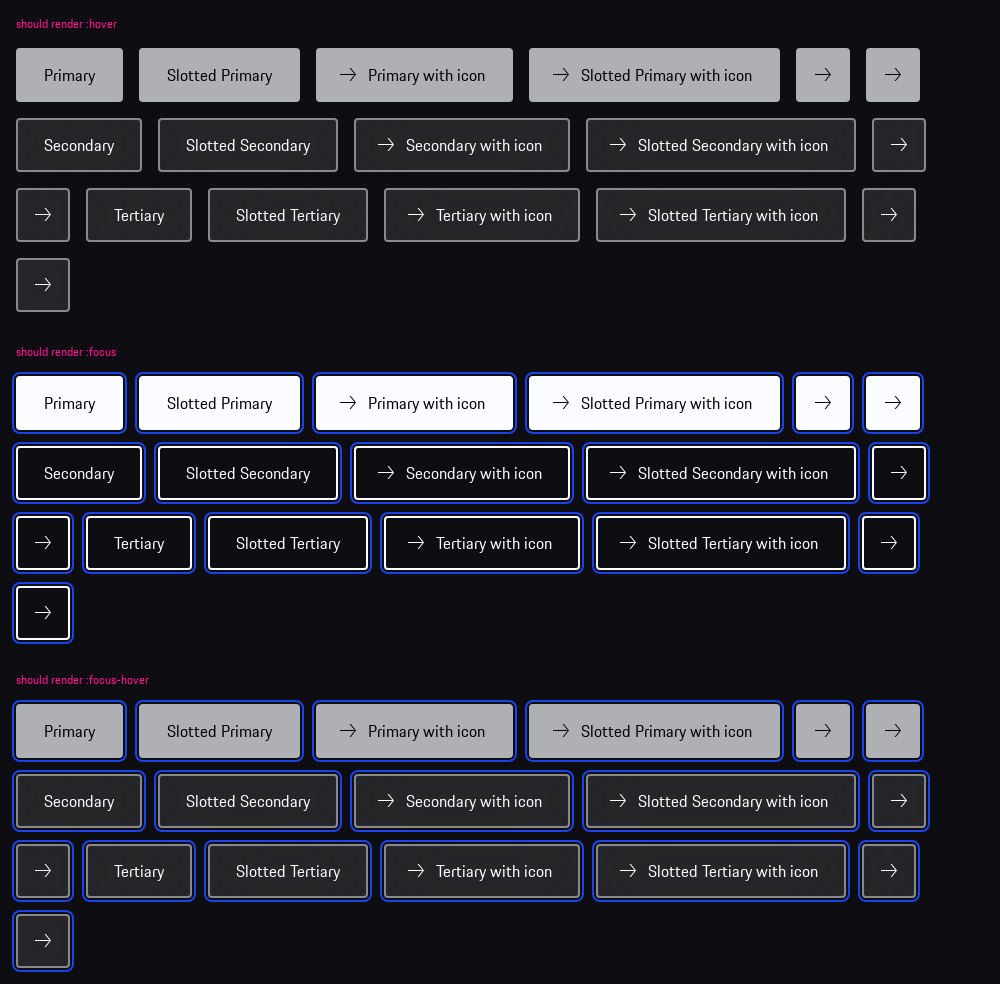 should render :hover
Primary Slotted Primary Primary with icon Slotted Primary with icon
Secondary Slotted Secondary Secondary with icon Slotted Secondary with icon
Tertiary Slotted Tertiary Tertiary with icon Slotted Tertiary with icon
should render :focus
Primary Slotted Primary Primary with icon Slotted Primary with icon
Secondary Slotted Secondary Secondary with icon Slotted Secondary with icon
Tertiary Slotted Tertiary Tertiary with icon Slotted Tertiary with icon
should render :focus-hover
Primary Slotted Primary Primary with icon Slotted Primary with icon
Secondary Slotted Secondary Secondary with icon Slotted Secondary with icon
Tertiary Slotted Tertiary Tertiary with icon Slotted Tertiary with icon